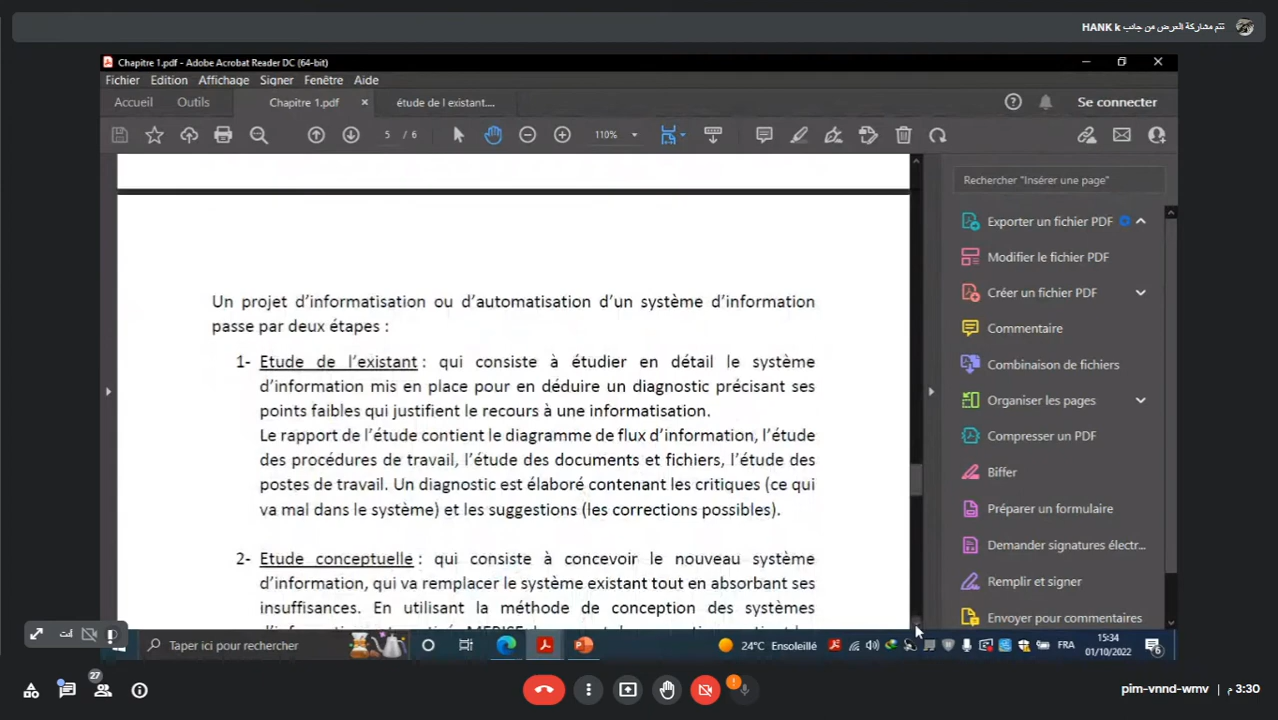 تتم مشاركة العرض من جانب HANK k
Chapitre 1.pdf - Adobe Acrobat Reader DC (64-bit)
Fichier Edition Affichage Signer Fenêtre Aide
Accueil Outils Chapitre 1.pdf × étude de l existant.... Se connecter
5 / 6 110%
Rechercher "Insérer une page"
Exporter un fichier PDF
Modifier le fichier PDF
Créer un fichier PDF
Commentaire
Combinaison de fichiers
Organiser les pages
Compresser un PDF
Biffer
Préparer un formulaire
Demander signatures électr...
Remplir et signer
Envoyer pour commentaires
Un projet d'informatisation ou d'automatisation d'un système d'information
passe par deux étapes :
1- Etude de l'existant : qui consiste à étudier en détail le système
d'information mis en place pour en déduire un diagnostic précisant ses
points faibles qui justifient le recours à une informatisation.
Le rapport de l'étude contient le diagramme de flux d'information, l'étude
des procédures de travail, l'étude des documents et fichiers, l'étude des
postes de travail. Un diagnostic est élaboré contenant les critiques (ce qui
va mal dans le système) et les suggestions (les corrections possibles).
2- Etude conceptuelle : qui consiste à concevoir le nouveau système
d'information, qui va remplacer le système existant tout en absorbant ses
insuffisances. En utilisant la méthode de conception des systèmes
انت
Taper ici pour rechercher
24°C Ensoleillé
FRA
15:34
01/10/2022
6
27
pim-vnnd-wmv | 3:30 م